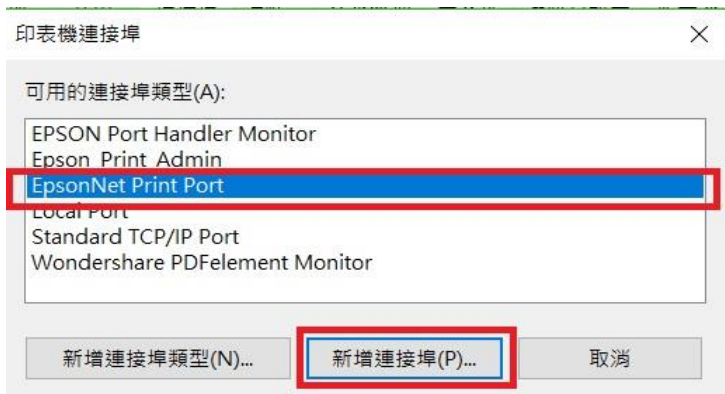 印表機連接埠
可用的連接埠類型(A):
EPSON Port Handler Monitor
Epson_Print_Admin
EpsonNet Print Port
Local Port
Standard TCP/IP Port
Wondershare PDFelement Monitor
新增連接埠類型(N)...
新增連接埠(P)...
取消